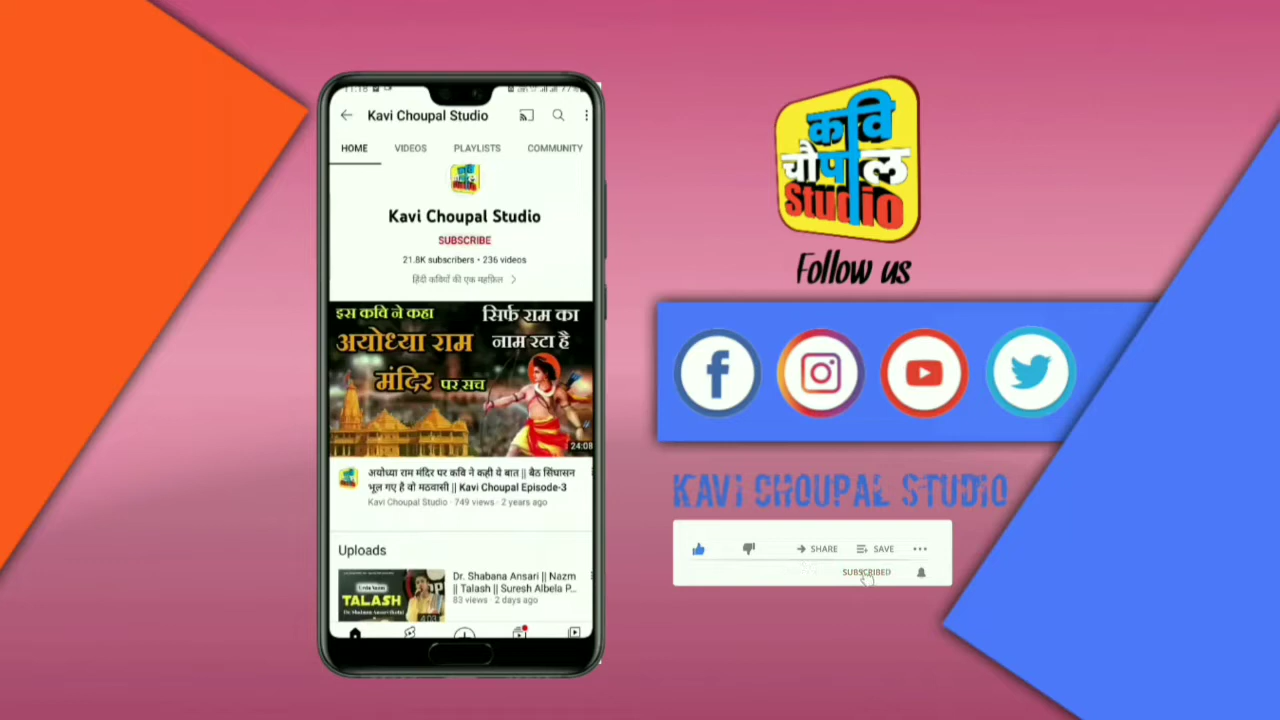 Kavi Choupal Studio
HOME VIDEOS PLAYLISTS COMMUNITY
Kavi Choupal Studio
SUBSCRIBE
21.8K subscribers • 236 videos
हिंदी कवियों की एक महफ़िल
इस कवि ने कहा
अयोध्या राम
मंदिर पर सच
सिर्फ राम का
नाम रटा है
24:08
अयोध्या राम मंदिर पर कवि ने कही ये बात || बैठ सिंघासन
भूल गए है वो मठवासी || Kavi Choupal Episode-3
Kavi Choupal Studio · 749 views · 2 years ago
Uploads
TALASH
Dr. Shabana Ansari || Nazm
|| Talash || Suresh Albela P...
83 views · 2 days ago
कवि
चौपाल
Studio
Follow us
KAVI CHOUPAL STUDIO
SHARE SAVE
SUBSCRIBED